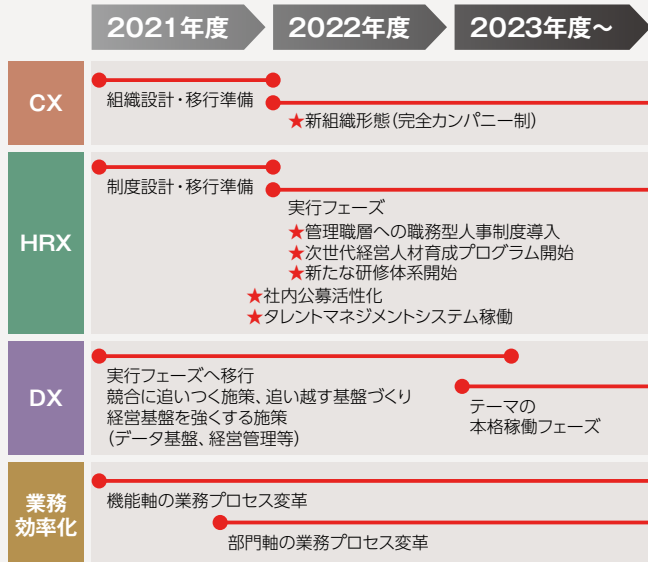 2021年度
2022年度
2023年度～
CX
組織設計・移行準備
★新組織形態(完全カンパニー制)
HRX
制度設計・移行準備
実行フェーズ
★管理職層への職務型人事制度導入
★次世代経営人材育成プログラム開始
★新たな研修体系開始
★社内公募活性化
★タレントマネジメントシステム稼働
DX
実行フェーズへ移行
競合に追いつく施策、追い越す基盤づくり
経営基盤を強くする施策
(データ基盤、経営管理等)
テーマの
本格稼働フェーズ
業務
効率化
機能軸の業務プロセス変革
部門軸の業務プロセス変革